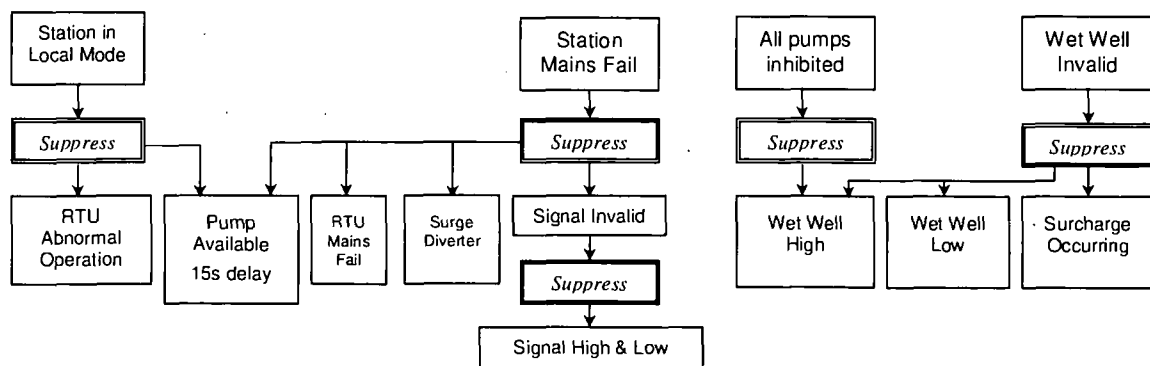 Station in
Local Mode
Station
Mains Fail
All pumps
inhibited
Wet Well
Invalid
Suppress
Suppress
Suppress
Suppress
RTU
Abnormal
Operation
Pump
Available
15s delay
RTU
Mains
Fail
Surge
Diverter
Signal Invalid
Wet Well
High
Wet Well
Low
Surcharge
Occurring
Suppress
Signal High & Low